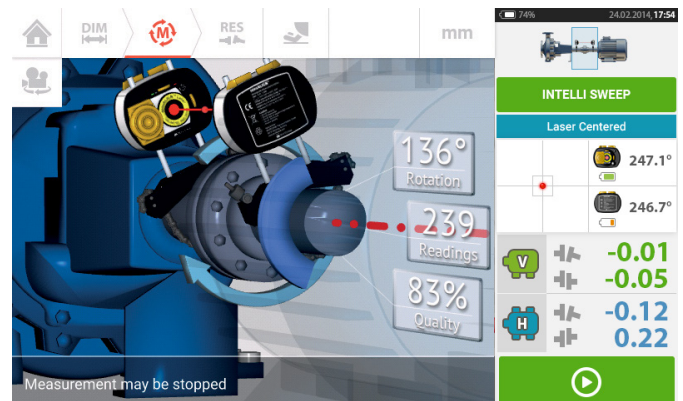 DIM
M
RES
mm
74%
24.02.2014, 17:54
INTELLI SWEEP
Laser Centered
247.1°
246.7°
136°
Rotation
239
Readings
83%
Quality
V
-0.01
-0.05
H
-0.12
0.22
Measurement may be stopped